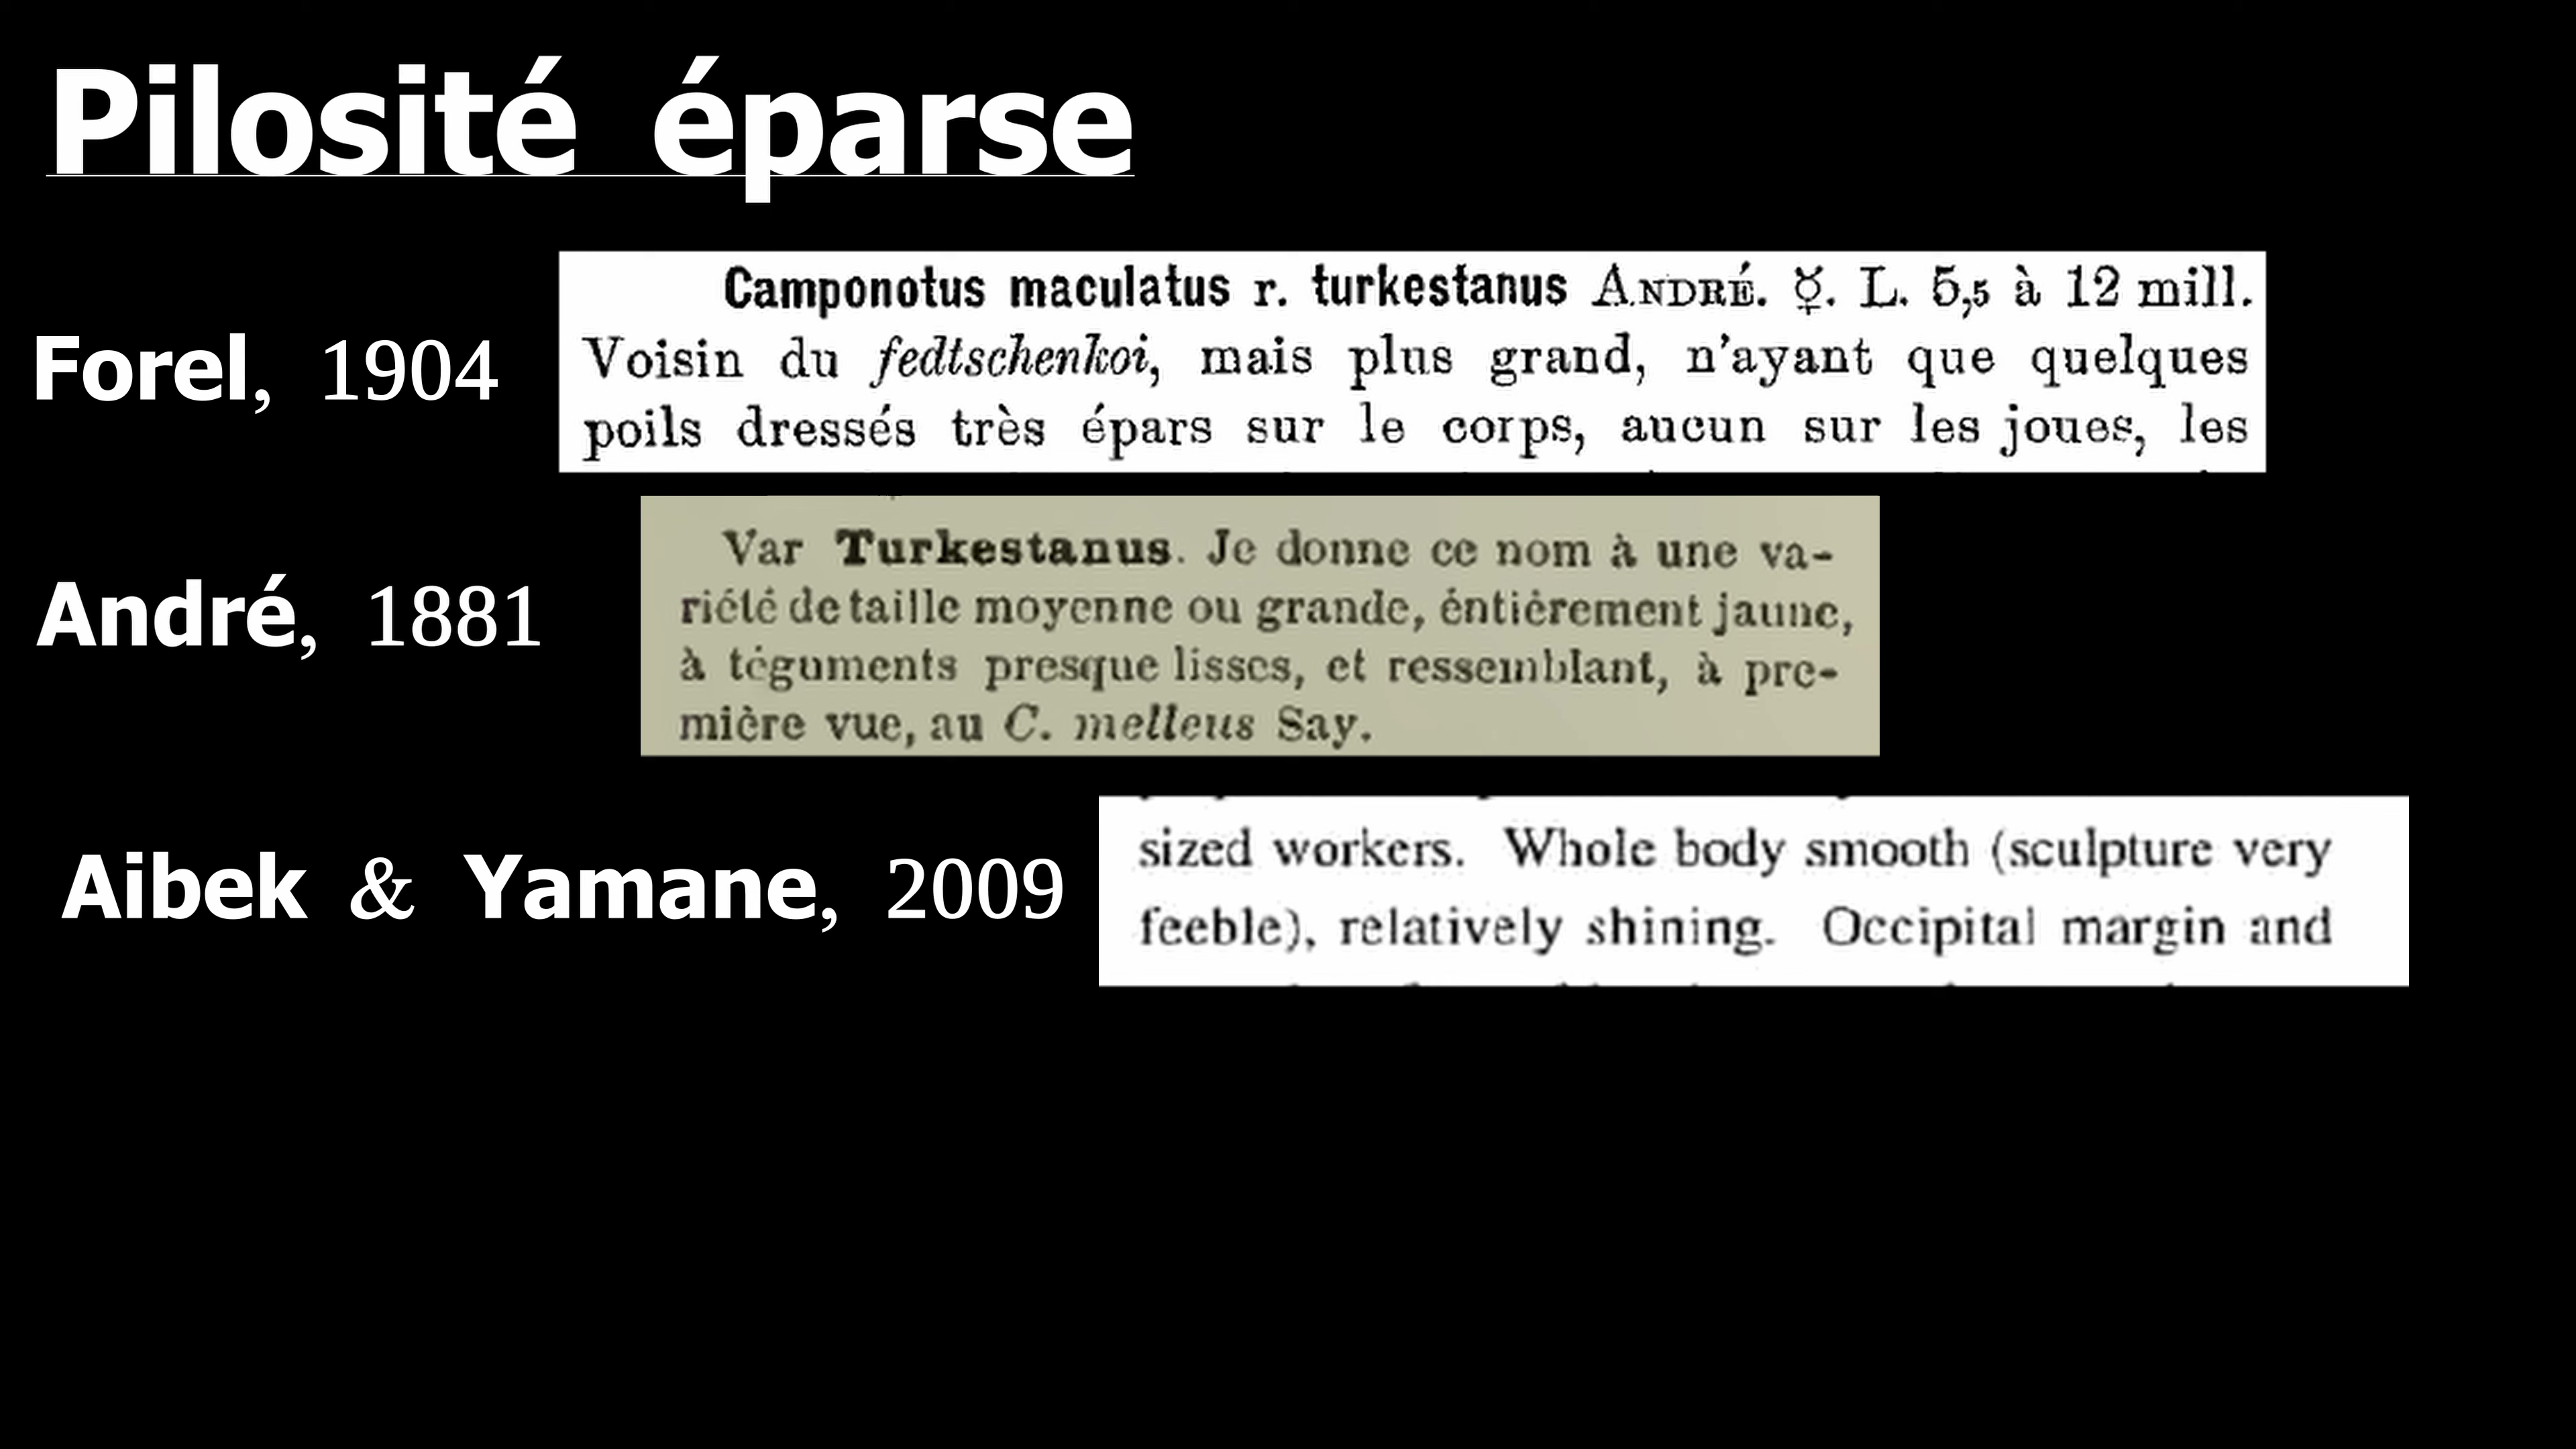 Pilosité éparse
Forel, 1904
Camponotus maculatus r. turkestanus ANDRÉ. ☿. L. 5,5 à 12 mill.
Voisin du fedtschenkoi, mais plus grand, n'ayant que quelques
poils dressés très épars sur le corps, aucun sur les joues, les
André, 1881
Var Turkestanus. Je donne ce nom à une va-
riété de taille moyenne ou grande, éntièrement jaune,
à téguments presque lisses, et ressemblant, à pre-
mière vue, au C. melleus Say.
Aibek & Yamane, 2009
sized workers. Whole body smooth (sculpture very
feeble), relatively shining. Occipital margin and